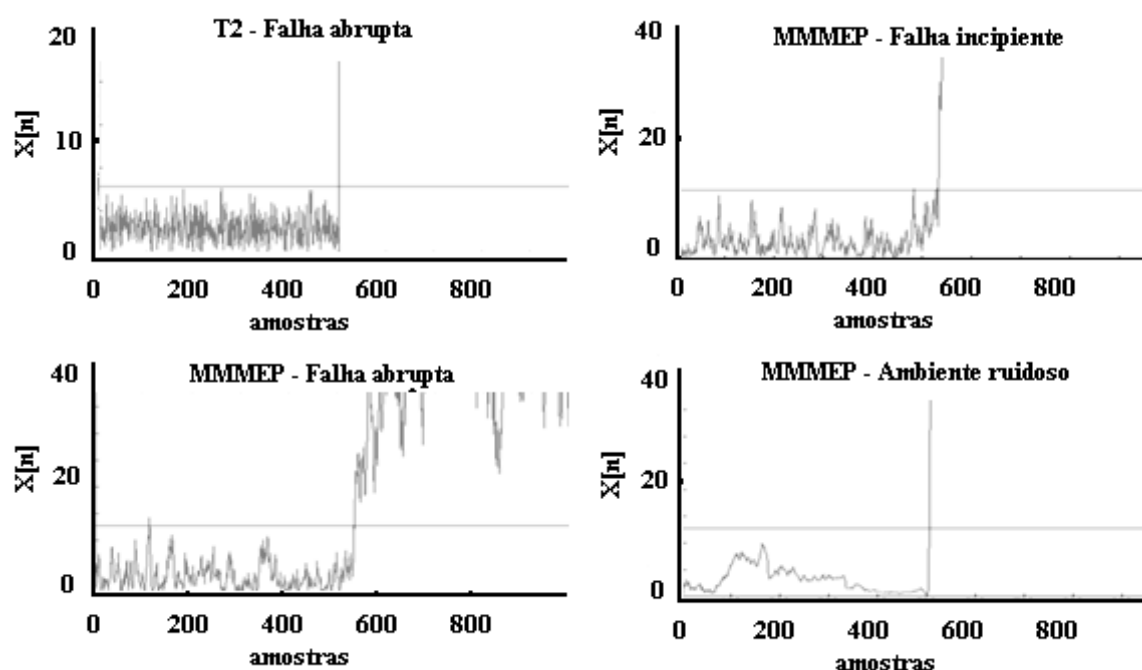 T2 - Falha abrupta
20
10
0
X[n]
0 200 400 600 800
amostras
MMMEP - Falha incipiente
40
20
0
X[n]
0 200 400 600 800
amostras
MMMEP - Falha abrupta
40
20
0
X[n]
0 200 400 600 800
amostras
MMMEP - Ambiente ruidoso
40
20
0
X[n]
0 200 400 600 800
amostras